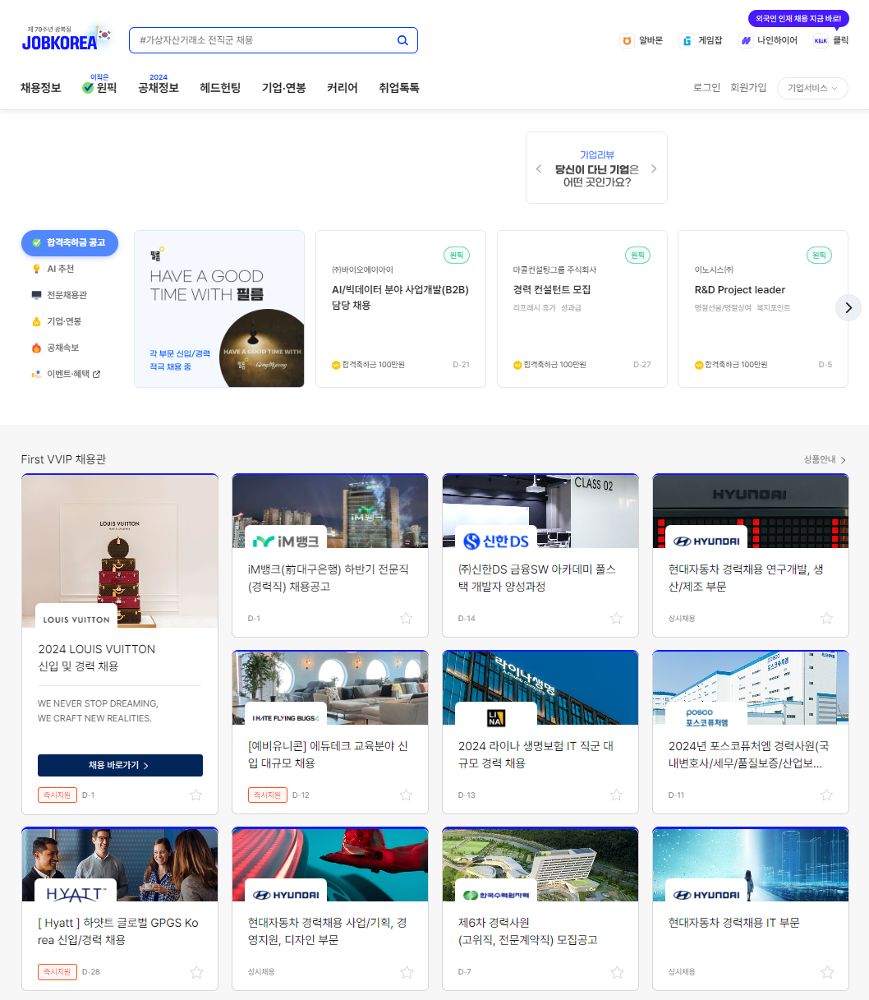 외국인 인재 채용 지금 바로!
제 79주년 광복절
JOBKOREA
#가상자산거래소 전직군 채용
알바몬
게임잡
나인하이어
KLIK
클릭
이직은
2024
채용정보
원픽
공채정보
헤드헌팅
기업·연봉
커리어
취업톡톡
로그인
회원가입
기업서비스
기업리뷰
당신이 다닌 기업은
어떤 곳인가요?
합격축하금 공고
AI 추천
전문채용관
기업·연봉
공채속보
이벤트·혜택
필름
HAVE A GOOD
TIME WITH 필름
각 부문 신입/경력
적극 채용 중
HAVE A GOOD TIME WITH
원픽
㈜바이오에이아이
AI/빅데이터 분야 사업개발(B2B)
담당 채용
합격축하금 100만원
D-21
원픽
마콜컨설팅그룹 주식회사
경력 컨설턴트 모집
리프레시 휴가 성과급
합격축하금 100만원
D-27
원픽
이노시스㈜
R&D Project leader
명절선물/명절상여 복지포인트
합격축하금 100만원
D-5
First VVIP 채용관
상품안내
LOUIS VUITTON
LOUIS VUITTON
2024 LOUIS VUITTON
신입 및 경력 채용
WE NEVER STOP DREAMING,
WE CRAFT NEW REALITIES.
채용 바로가기
즉시지원
D-1
iM뱅크
iM뱅크
iM뱅크(前대구은행) 하반기 전문직
(경력직) 채용공고
D-1
CLASS 02
신한DS
㈜신한DS 금융SW 아카데미 풀스
택 개발자 양성과정
D-14
HYUNDAI
HYUNDAI
현대자동차 경력채용 연구개발, 생
산/제조 부문
상시채용
I HATE FLYING BUGS
[예비유니콘] 에듀테크 교육분야 신
입 대규모 채용
즉시지원
D-12
라이나생명
LINA
2024 라이나 생명보험 IT 직군 대
규모 경력 채용
D-13
posco
포스코퓨처엠
posco
포스코퓨처엠
2024년 포스코퓨처엠 경력사원(국
내변호사/세무/품질보증/산업보...
D-11
HYATT™
[ Hyatt ] 하얏트 글로벌 GPGS Ko
rea 신입/경력 채용
즉시지원
D-28
HYUNDAI
현대자동차 경력채용 사업/기획, 경
영지원, 디자인 부문
상시채용
한국수력원자력
제6차 경력사원
(고위직, 전문계약직) 모집공고
D-7
HYUNDAI
현대자동차 경력채용 IT 부문
상시채용